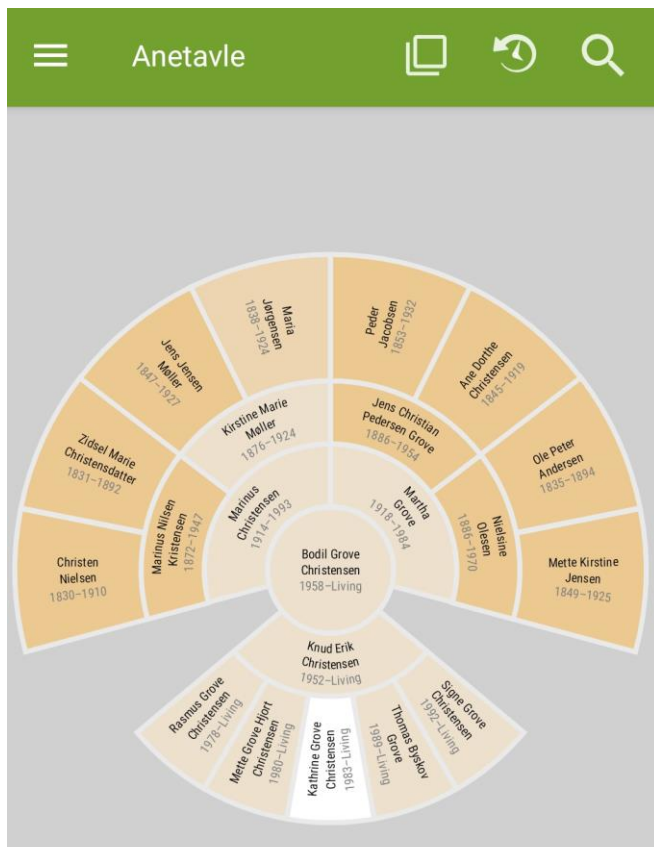 Anetavle
Maria
Jørgensen
1838–1924
Peder
Jacobsen
1853–1932
Jens Jensen
Møller
1847–1927
Ane Dorthe
Christensen
1845–1919
Kirstine Marie
Møller
1876–1924
Jens Christian
Pedersen Grove
1886–1954
Zidsel Marie
Christensdatter
1831–1892
Ole Peter
Andersen
1835–1894
Marinus Nilsen
Kristensen
1872–1947
Marinus
Christensen
1914–1993
Martha
Grove
1918–1984
Nielsine
Olesen
1886–1970
Christen
Nielsen
1830–1910
Bodil Grove
Christensen
1958–Living
Mette Kirstine
Jensen
1849–1925
Knud Erik
Christensen
1952–Living
Rasmus Grove
Christensen
1978–Living
Mette Grove Hjort
Christensen
1980–Living
Kathrine Grove
Christensen
1983–Living
Thomas Byskov
Grove
1989–Living
Signe Grove
Christensen
1992–Living